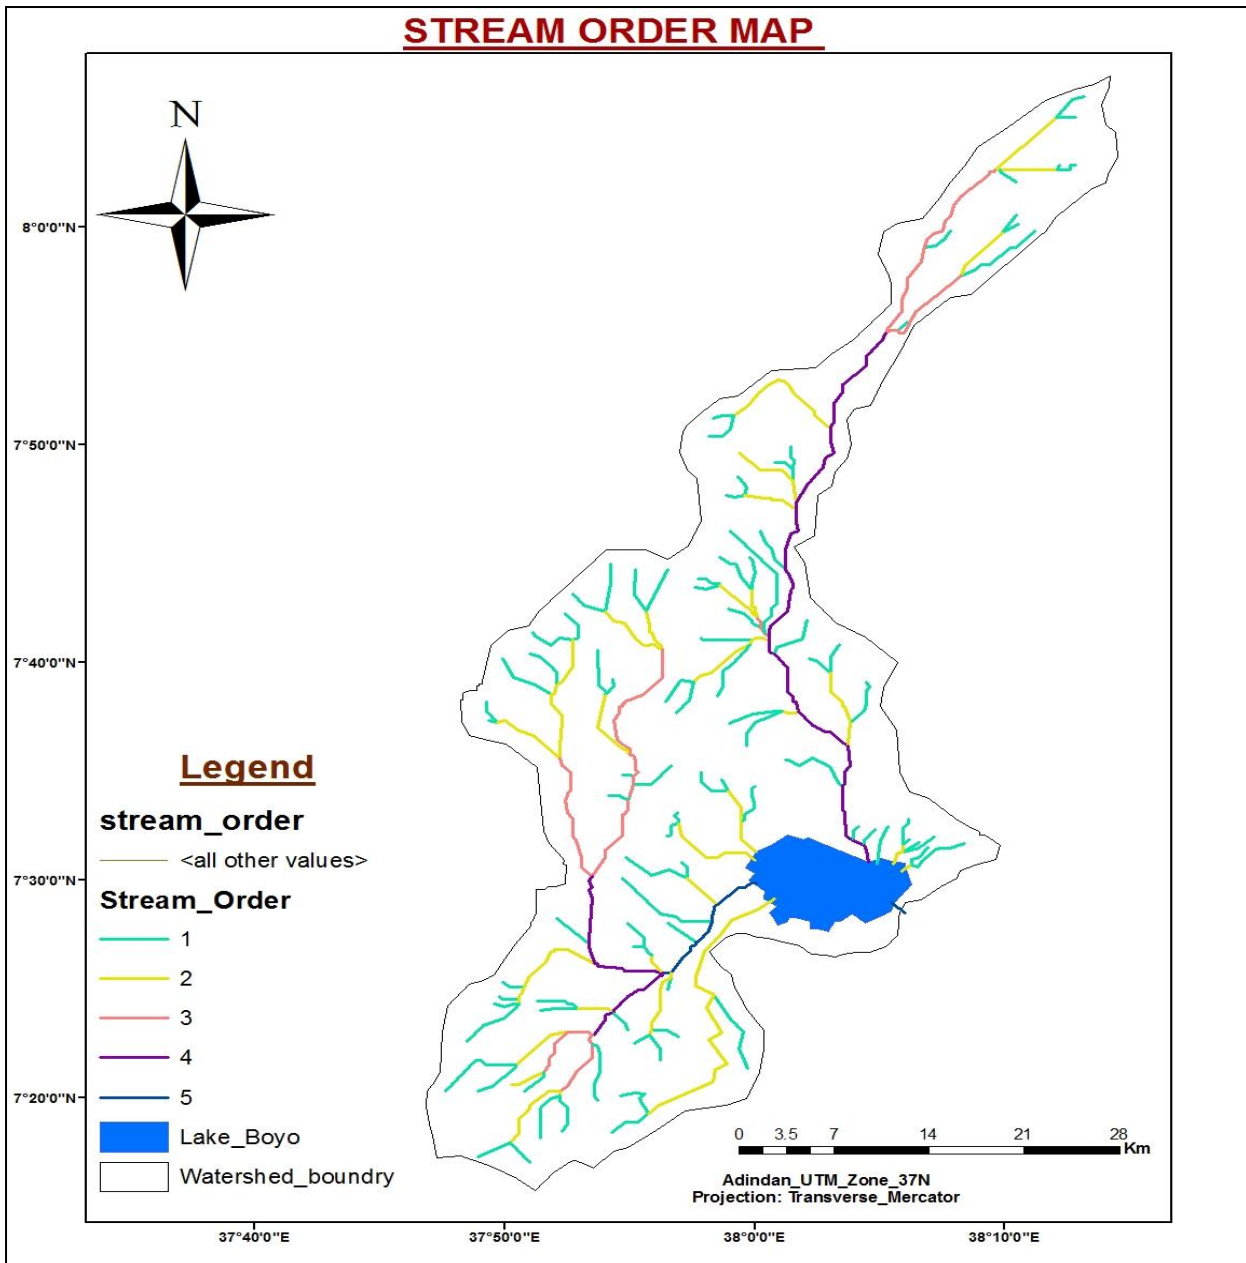 STREAM ORDER MAP
N
8°0'0"N
7°50'0"N
7°40'0"N
7°30'0"N
7°20'0"N
Legend
stream_order
<all other values>
Stream_Order
1
2
3
4
5
Lake_Boyo
Watershed_boundry
0 3.5 7 14 21 28
Km
Adindan_UTM_Zone_37N
Projection: Transverse_Mercator
37°40'0"E 37°50'0"E 38°0'0"E 38°10'0"E